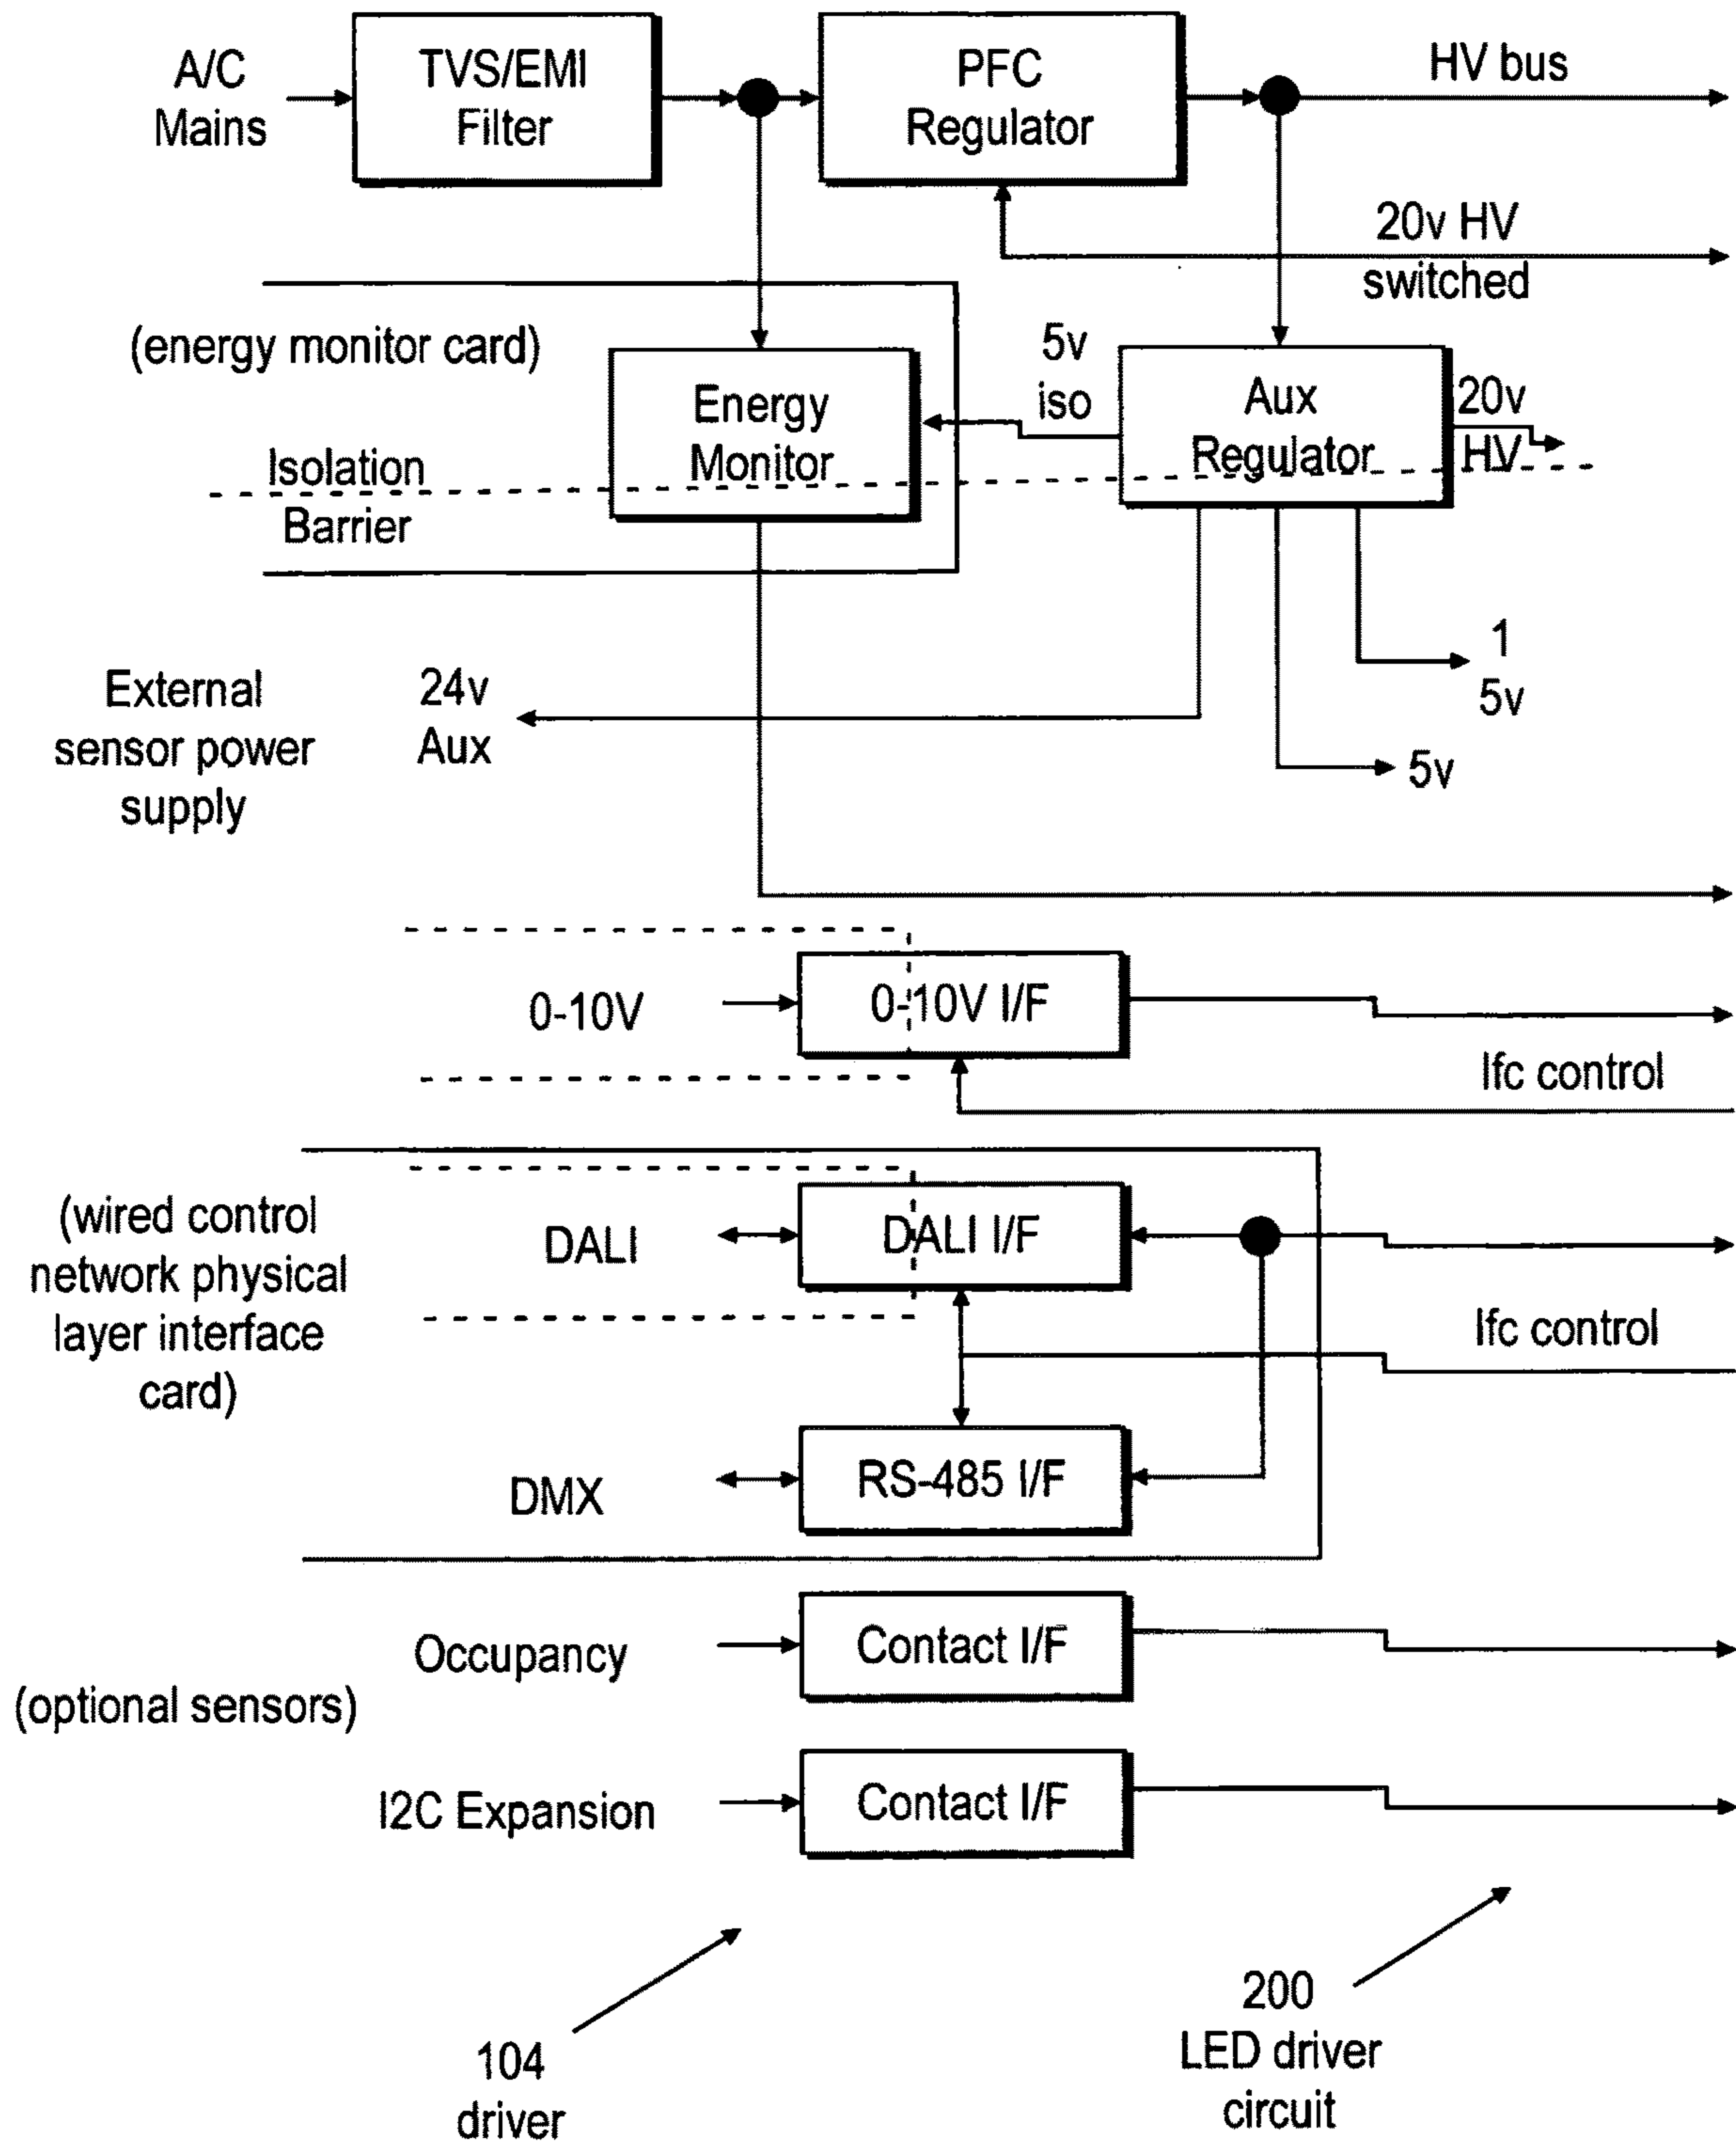 A/C
Mains
TVS/EMI
Filter
PFC
Regulator
HV bus
20v HV
switched
(energy monitor card)
Energy
Monitor
5v
iso
Aux
Regulator
20v
HV
Isolation
Barrier
External
sensor power
supply
24v
Aux
1
5v
5v
0-10V
0-10V I/F
Ifc control
(wired control
network physical
layer interface
card)
DALI
DALI I/F
Ifc control
DMX
RS-485 I/F
Occupancy
Contact I/F
(optional sensors)
I2C Expansion
Contact I/F
104
driver
200
LED driver
circuit